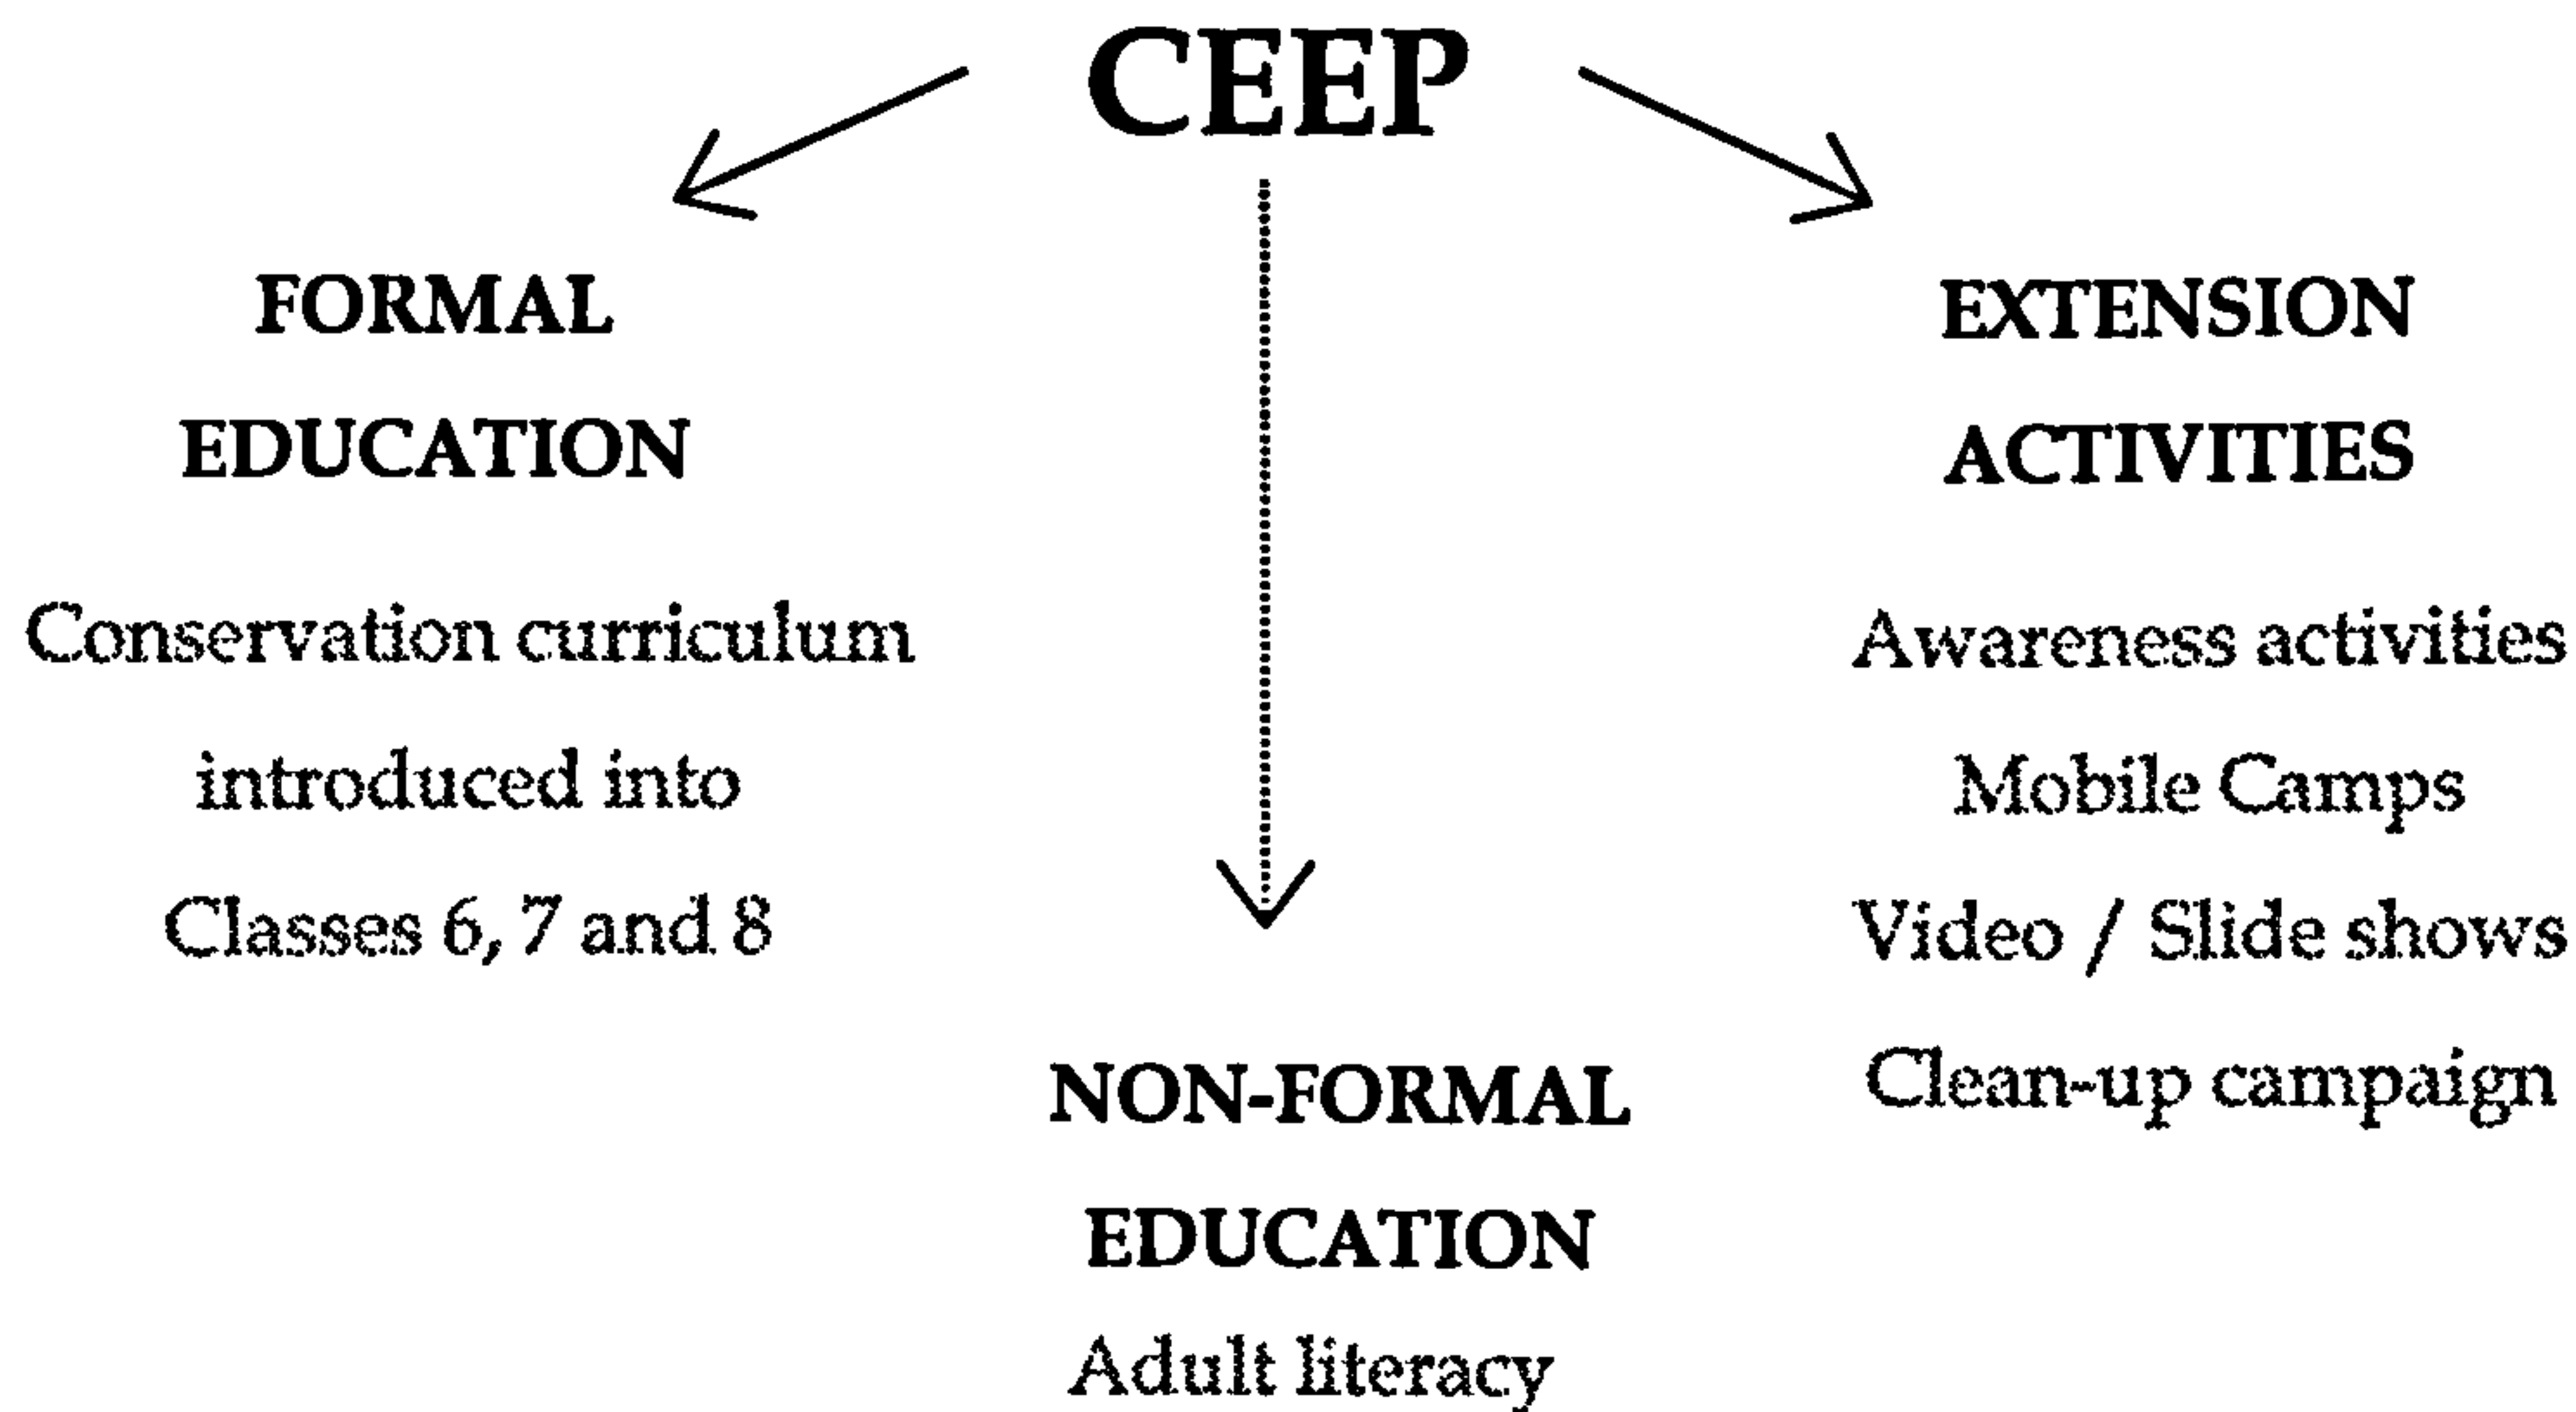 CEEP
FORMAL
EDUCATION
Conservation curriculum
introduced into
Classes 6, 7 and 8
EXTENSION
ACTIVITIES
Awareness activities
Mobile Camps
Video / Slide shows
Clean-up campaign
NON-FORMAL
EDUCATION
Adult literacy